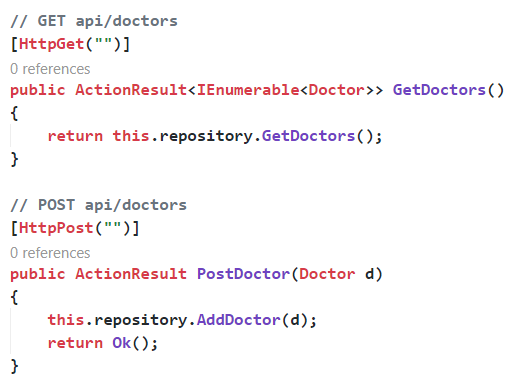 // GET api/doctors
[HttpGet("")]
0 references
public ActionResult<IEnumerable<Doctor>> GetDoctors()
{
    return this.repository.GetDoctors();
}
// POST api/doctors
[HttpPost("")]
0 references
public ActionResult PostDoctor(Doctor d)
{
    this.repository.AddDoctor(d);
    return Ok();
}